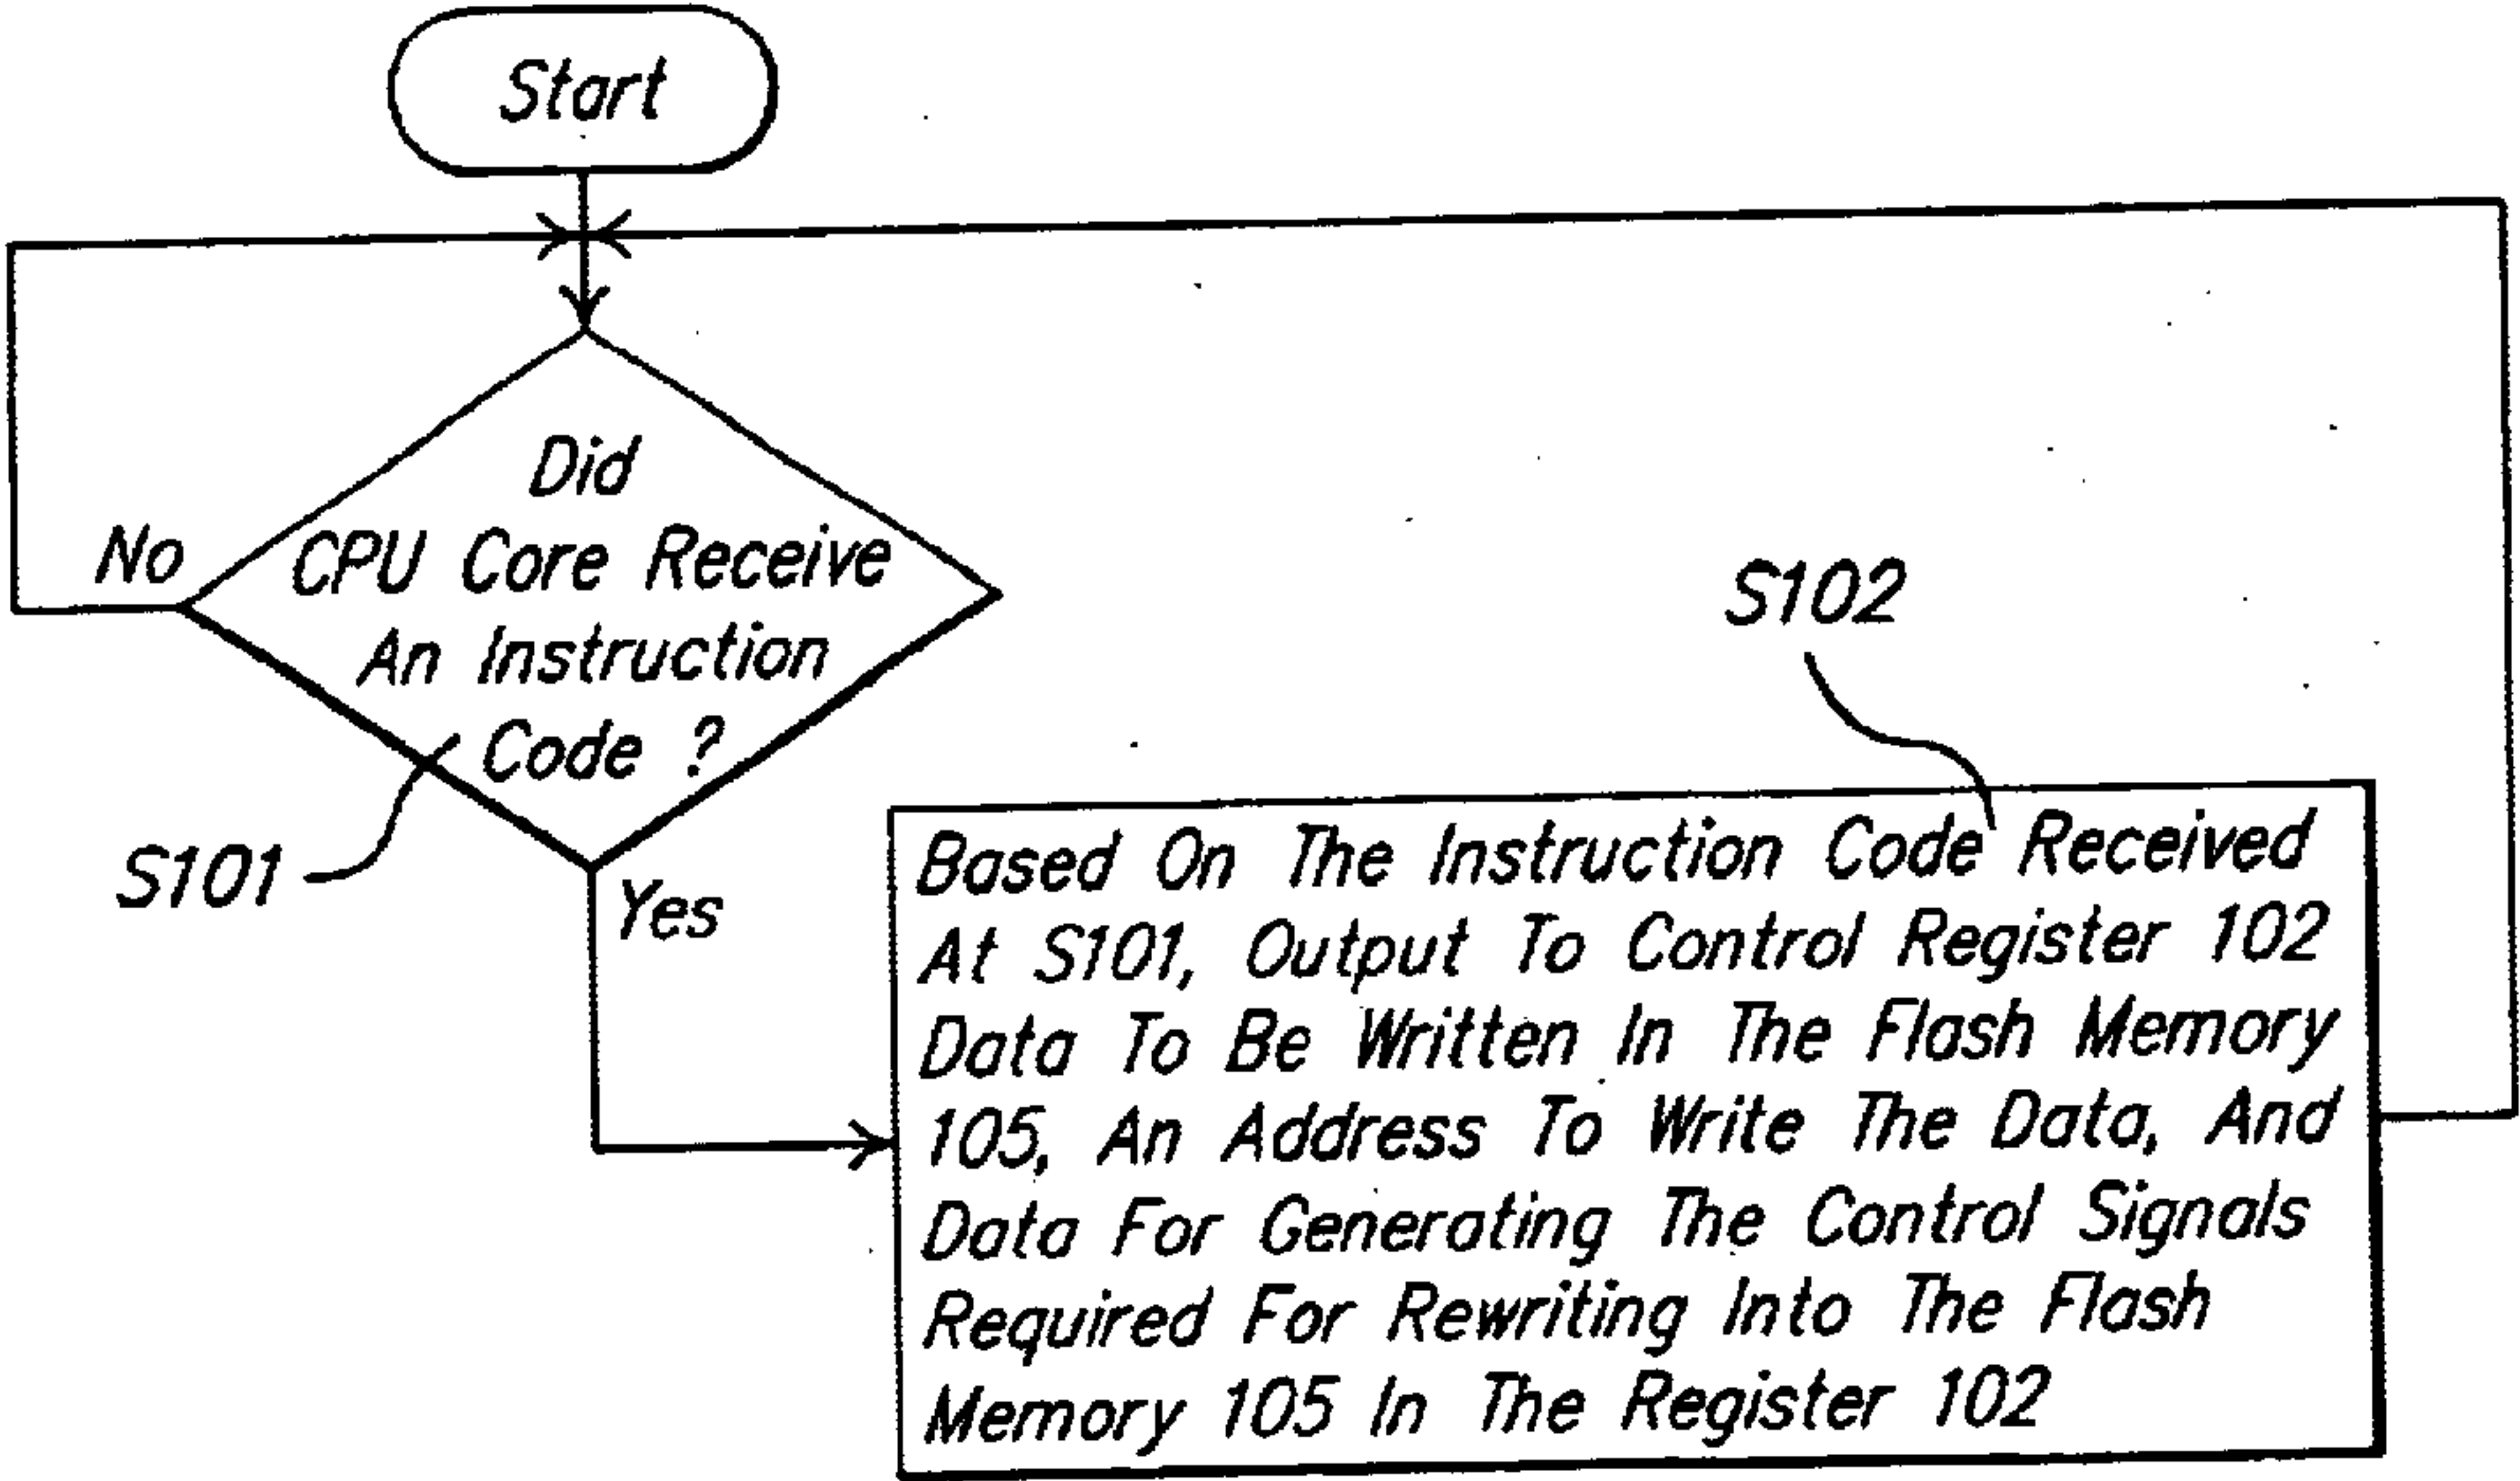 Start
Did
CPU Core Receive
An Instruction
Code ?
No
S101
Yes
S102
Based On The Instruction Code Received
At S101, Output To Control Register 102
Data To Be Written In The Flash Memory
105, An Address To Write The Data, And
Data For Generating The Control Signals
Required For Rewriting Into The Flash
Memory 105 In The Register 102